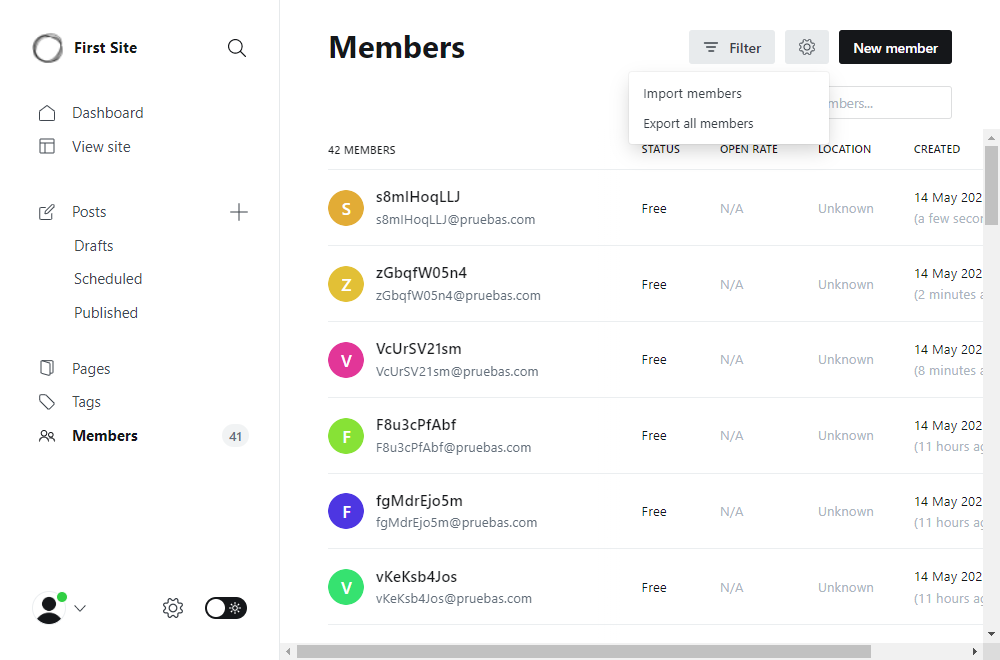 First Site
Dashboard
View site
Posts
Drafts
Scheduled
Published
Pages
Tags
Members 41
Members
Filter
New member
Import members
Export all members
42 MEMBERS STATUS OPEN RATE LOCATION CREATED
S s8mIHoqLLJ Free N/A Unknown 14 May 202
s8mIHoqLLJ@pruebas.com (a few secon
Z zGbqfW05n4 Free N/A Unknown 14 May 202
zGbqfW05n4@pruebas.com (2 minutes a
V VcUrSV21sm Free N/A Unknown 14 May 202
VcUrSV21sm@pruebas.com (8 minutes a
F F8u3cPfAbf Free N/A Unknown 14 May 202
F8u3cPfAbf@pruebas.com (11 hours ag
F fgMdrEjo5m Free N/A Unknown 14 May 202
fgMdrEjo5m@pruebas.com (11 hours ag
V vKeKsb4Jos Free N/A Unknown 14 May 202
vKeKsb4Jos@pruebas.com (11 hours ag